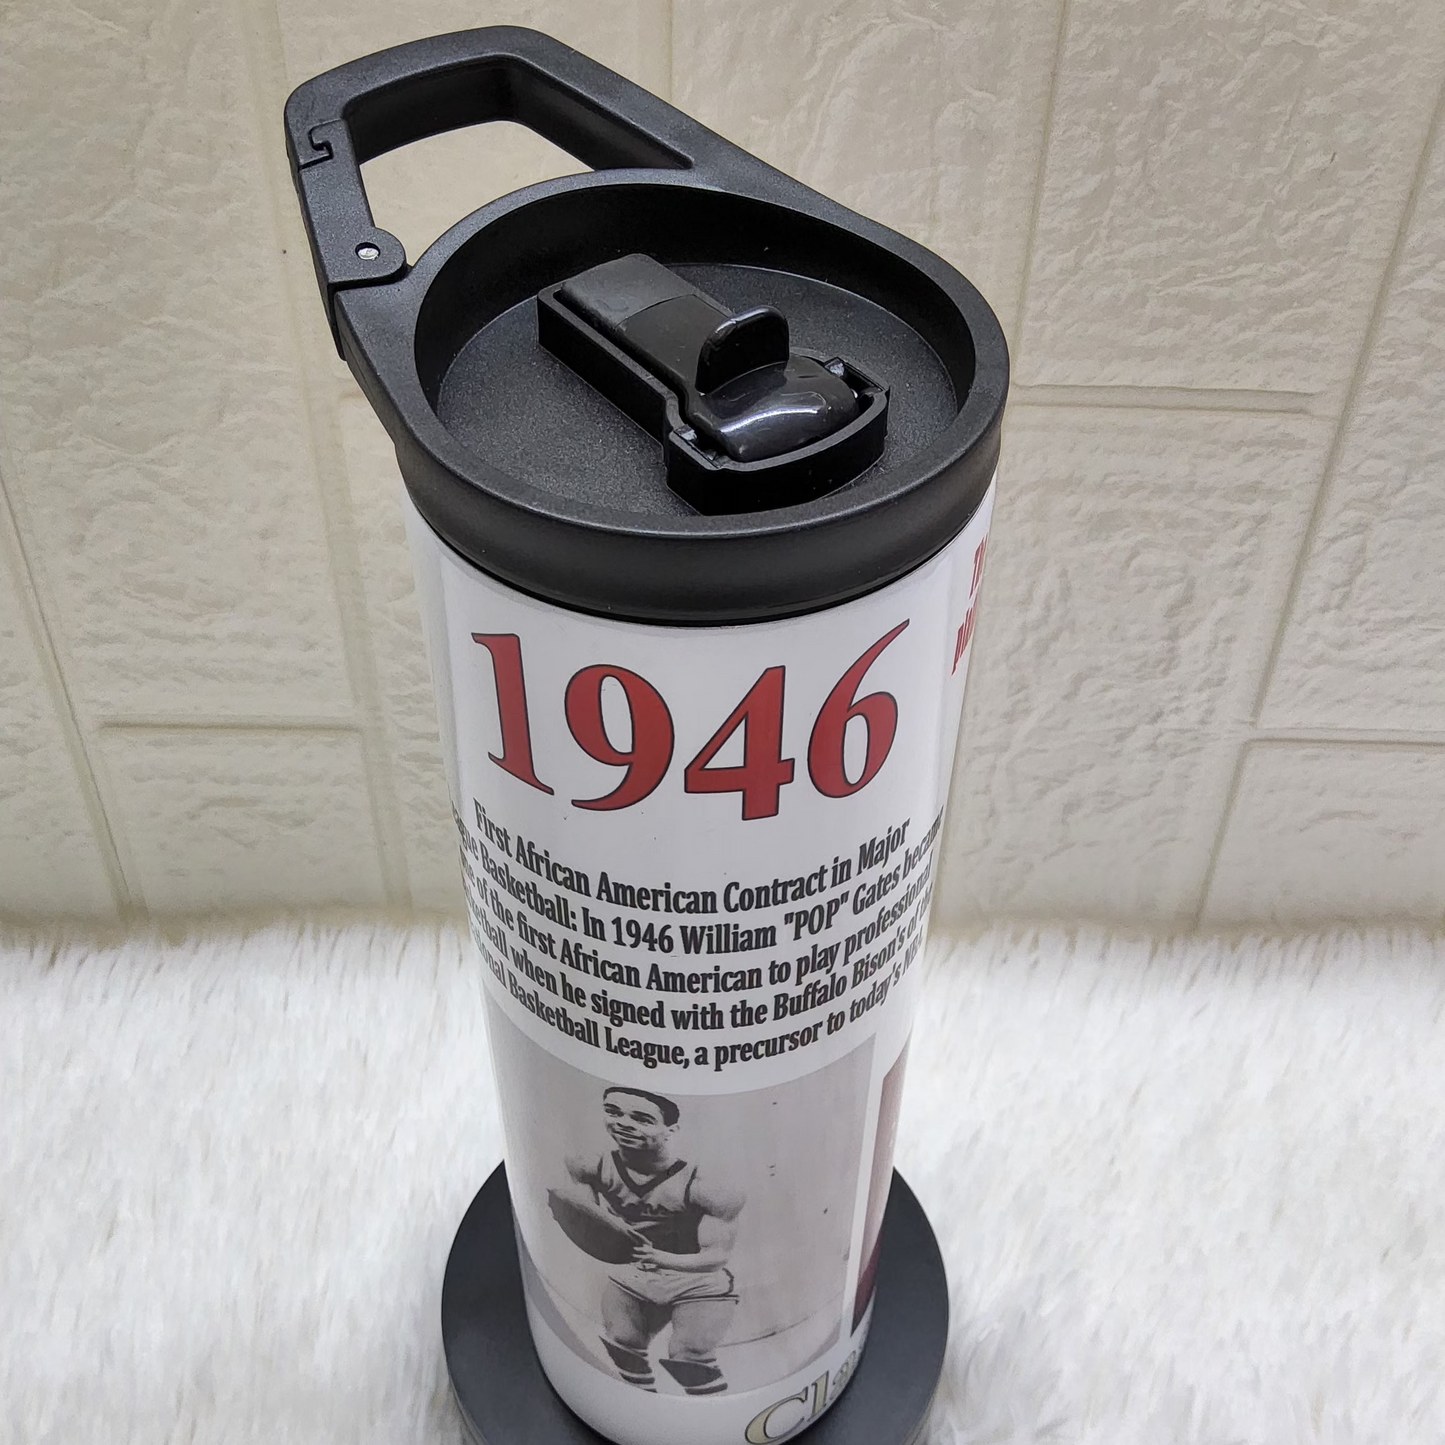 1946
First African American Contract in Major
Basketball: In 1946 William "POP" Gates became
of the first African American to play professional
when he signed with the Buffalo Bison's of the
Basketball League, a precursor to today's NBA